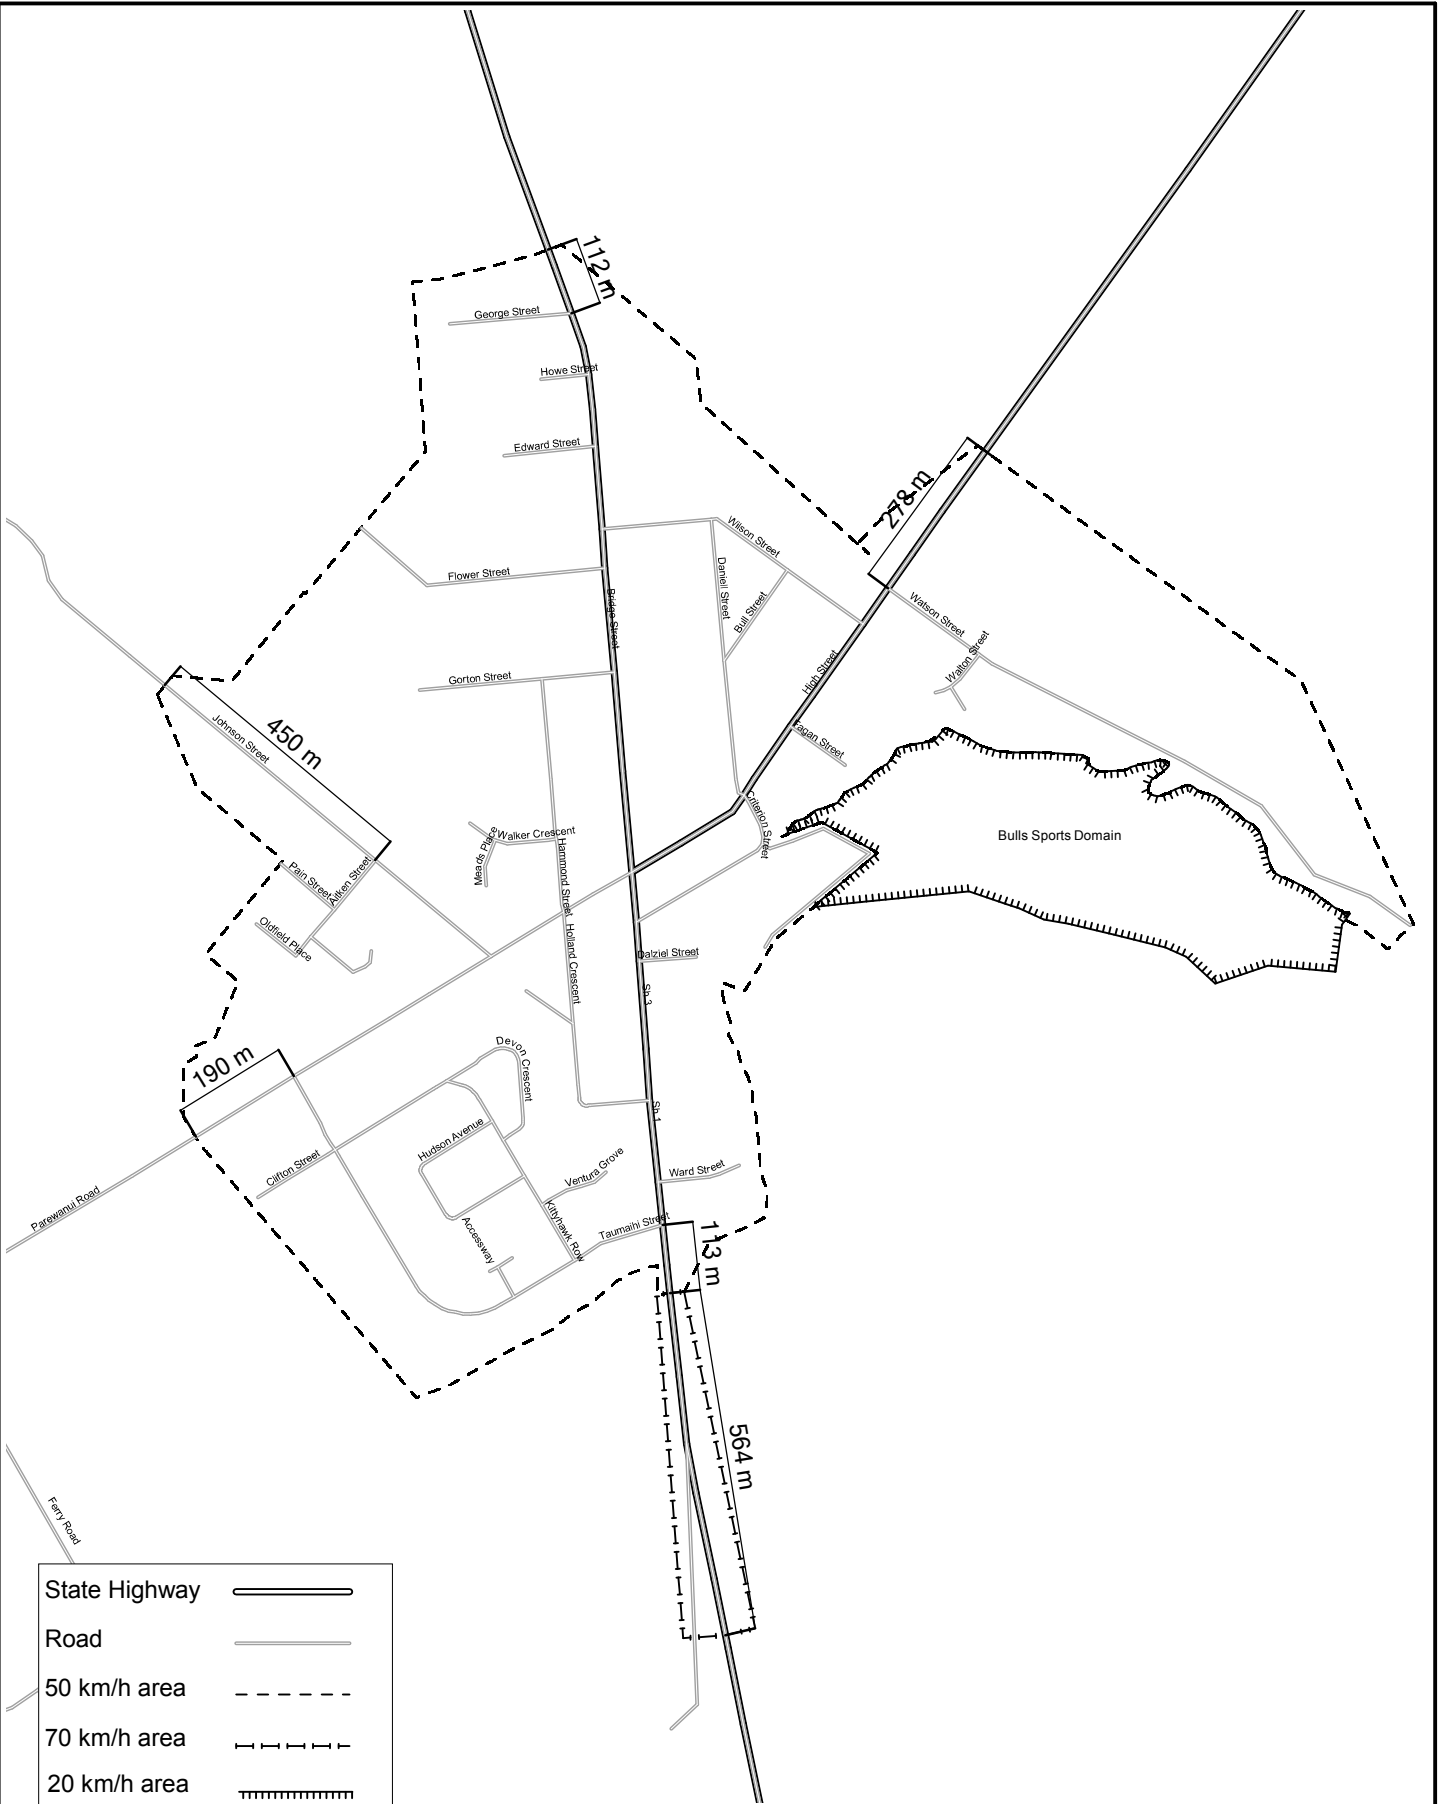 112 m
George Street
Howe Street
Edward Street
278 m
Wilson Street
Daniell Street
Bull Street
Flower Street
Bridge Street
Watson Street
Walton Street
High Street
Gorton Street
Johnson Street
450 m
Fagan Street
Criterion Street
Bulls Sports Domain
Walker Crescent
Meads Place
Hammond Street
Holland Crescent
Pain Street
Aitken Street
Oldfield Place
Dalziel Street
Sh 3
190 m
Devon Crescent
Sh 1
Hudson Avenue
Clifton Street
Ventura Grove
Ward Street
Parewanui Road
Accessway
Kittyhawk Row
Taumaihi Street
113 m
564 m
Ferry Road
State Highway
Road
50 km/h area
70 km/h area
20 km/h area